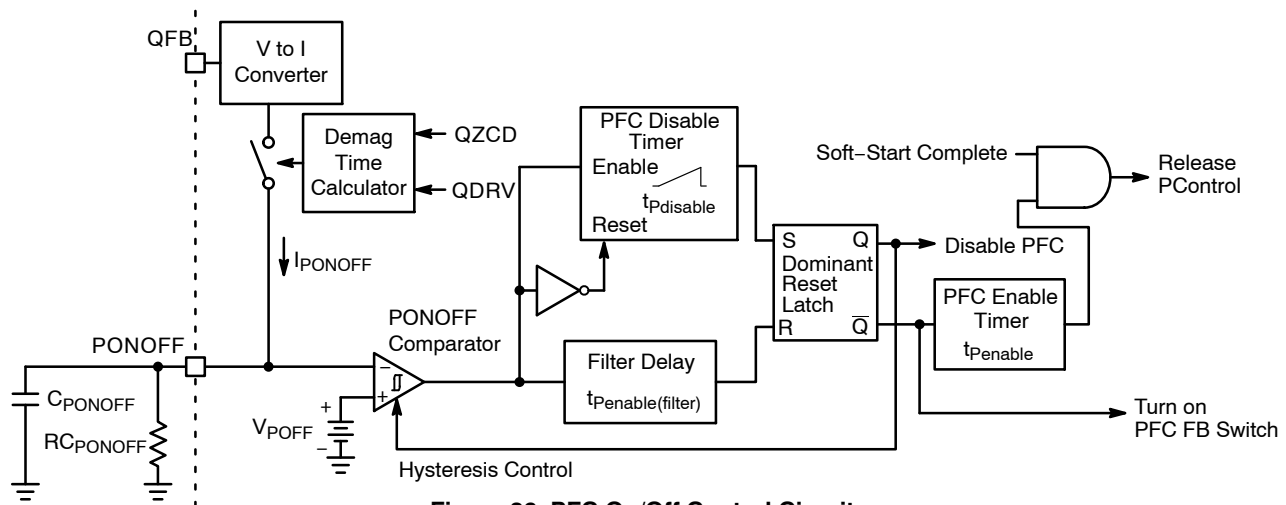 QFB
V to I
Converter
Demag
Time
Calculator
QZCD
QDRV
IPONOFF
PFC Disable
Timer
Enable
tPdisable
Reset
Soft−Start Complete
Release
PControl
S
Q
Dominant
Reset
Latch
R
Q̅
Disable PFC
PFC Enable
Timer
tPenable
PONOFF
PONOFF
Comparator
−
+
Filter Delay
tPenable(filter)
CPONOFF
RCPONOFF
+
VPOFF
−
Hysteresis Control
Turn on
PFC FB Switch